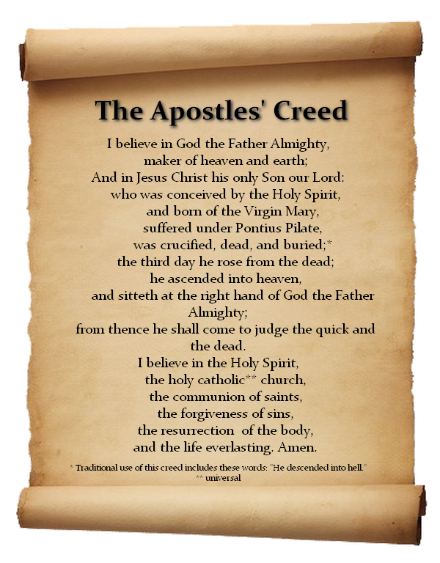 The Apostles' Creed
I believe in God the Father Almighty,
maker of heaven and earth;
And in Jesus Christ his only Son our Lord:
who was conceived by the Holy Spirit,
and born of the Virgin Mary,
suffered under Pontius Pilate,
was crucified, dead, and buried;*
the third day he rose from the dead;
he ascended into heaven,
and sitteth at the right hand of God the Father
Almighty;
from thence he shall come to judge the quick and
the dead.
I believe in the Holy Spirit,
the holy catholic** church,
the communion of saints,
the forgiveness of sins,
the resurrection of the body,
and the life everlasting. Amen.
* Traditional use of this creed includes these words: "He descended into hell."
** universal